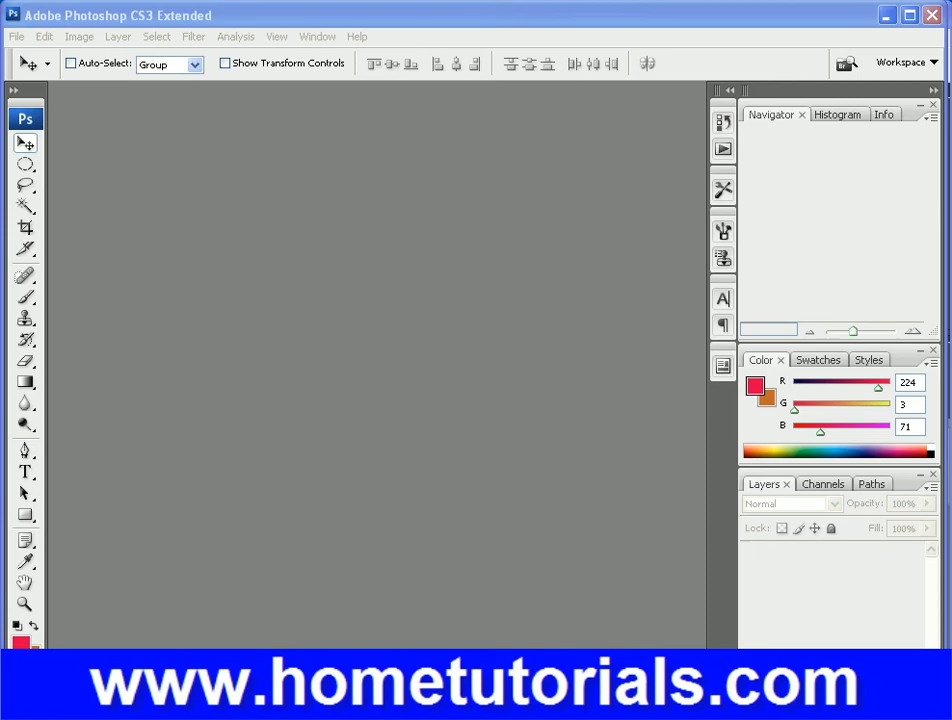 Ps Adobe Photoshop CS3 Extended
File Edit Image Layer Select Filter Analysis View Window Help
Auto-Select: Group Show Transform Controls Workspace
Ps
Navigator Histogram Info
Color Swatches Styles
R 224
G 3
B 71
Layers Channels Paths
Normal Opacity: 100%
Lock: Fill: 100%
www.hometutorials.com